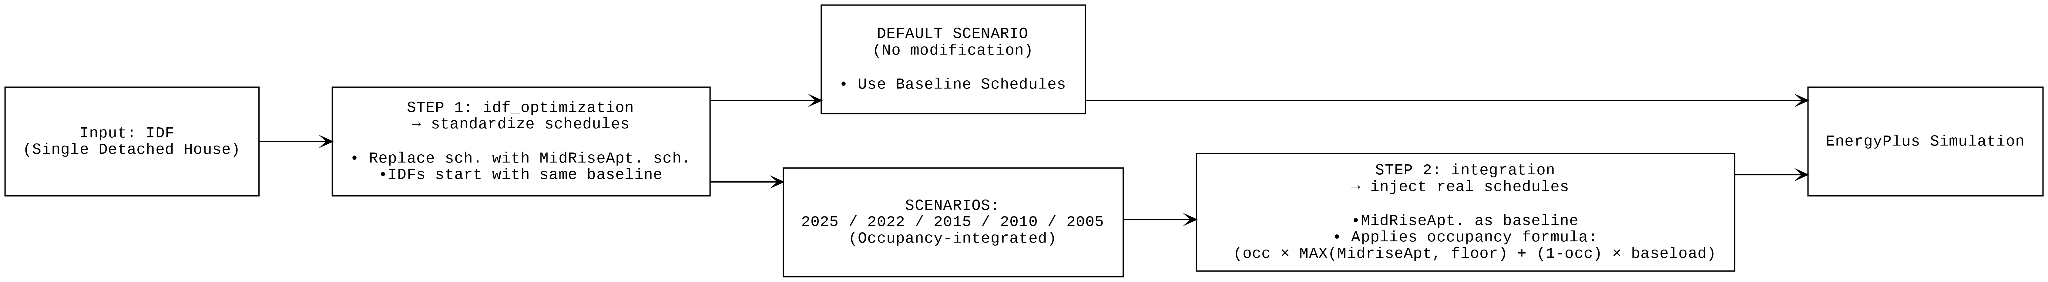 Input: IDF
(Single Detached House)
STEP 1: idf_optimization
→ standardize schedules
• Replace sch. with MidRiseApt. sch.
•IDFs start with same baseline
DEFAULT SCENARIO
(No modification)
• Use Baseline Schedules
SCENARIOS:
2025 / 2022 / 2015 / 2010 / 2005
(Occupancy-integrated)
STEP 2: integration
→ inject real schedules
•MidRiseApt. as baseline
• Applies occupancy formula:
(occ × MAX(MidriseApt, floor) + (1-occ) × baseload)
EnergyPlus Simulation